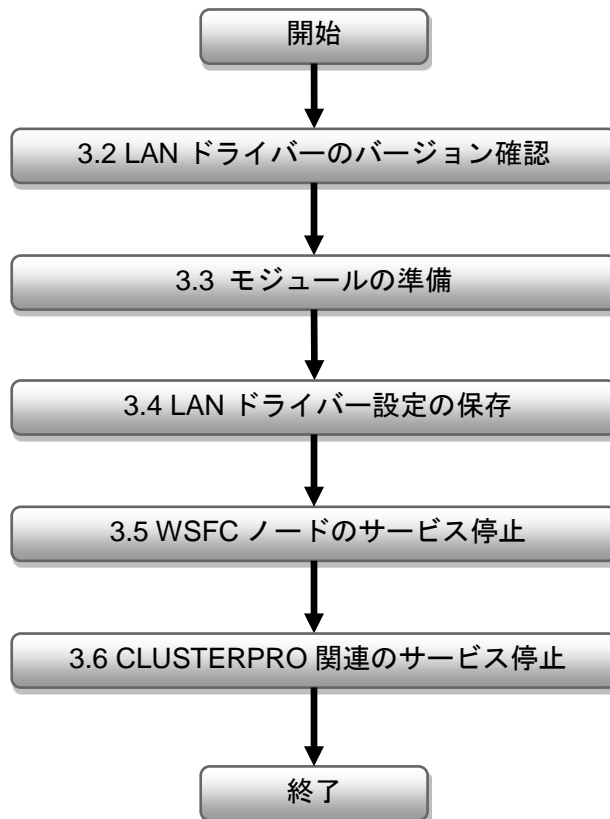 開始
3.2 LAN ドライバーのバージョン確認
3.3 モジュールの準備
3.4 LAN ドライバー設定の保存
3.5 WSFC ノードのサービス停止
3.6 CLUSTERPRO 関連のサービス停止
終了